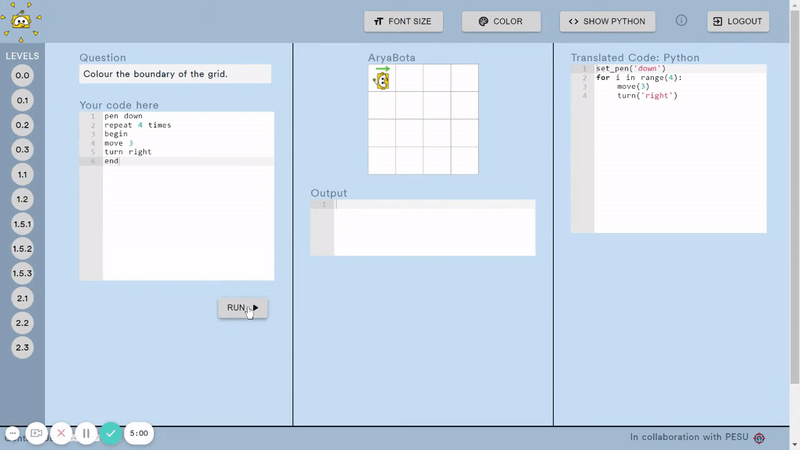 FONT SIZE
COLOR
SHOW PYTHON
LOGOUT
LEVELS
0.0
0.1
0.2
0.3
1.1
1.2
1.5.1
1.5.2
1.5.3
2.1
2.2
2.3
Question
Colour the boundary of the grid.
Your code here
1 pen down
2 repeat 4 times
3 begin
4 move 3
5 turn right
6 end
RUN
AryaBota
Output
1
Translated Code: Python
1 set_pen('down')
2 for i in range(4):
3 move(3)
4 turn('right')
5:00
In collaboration with PESU